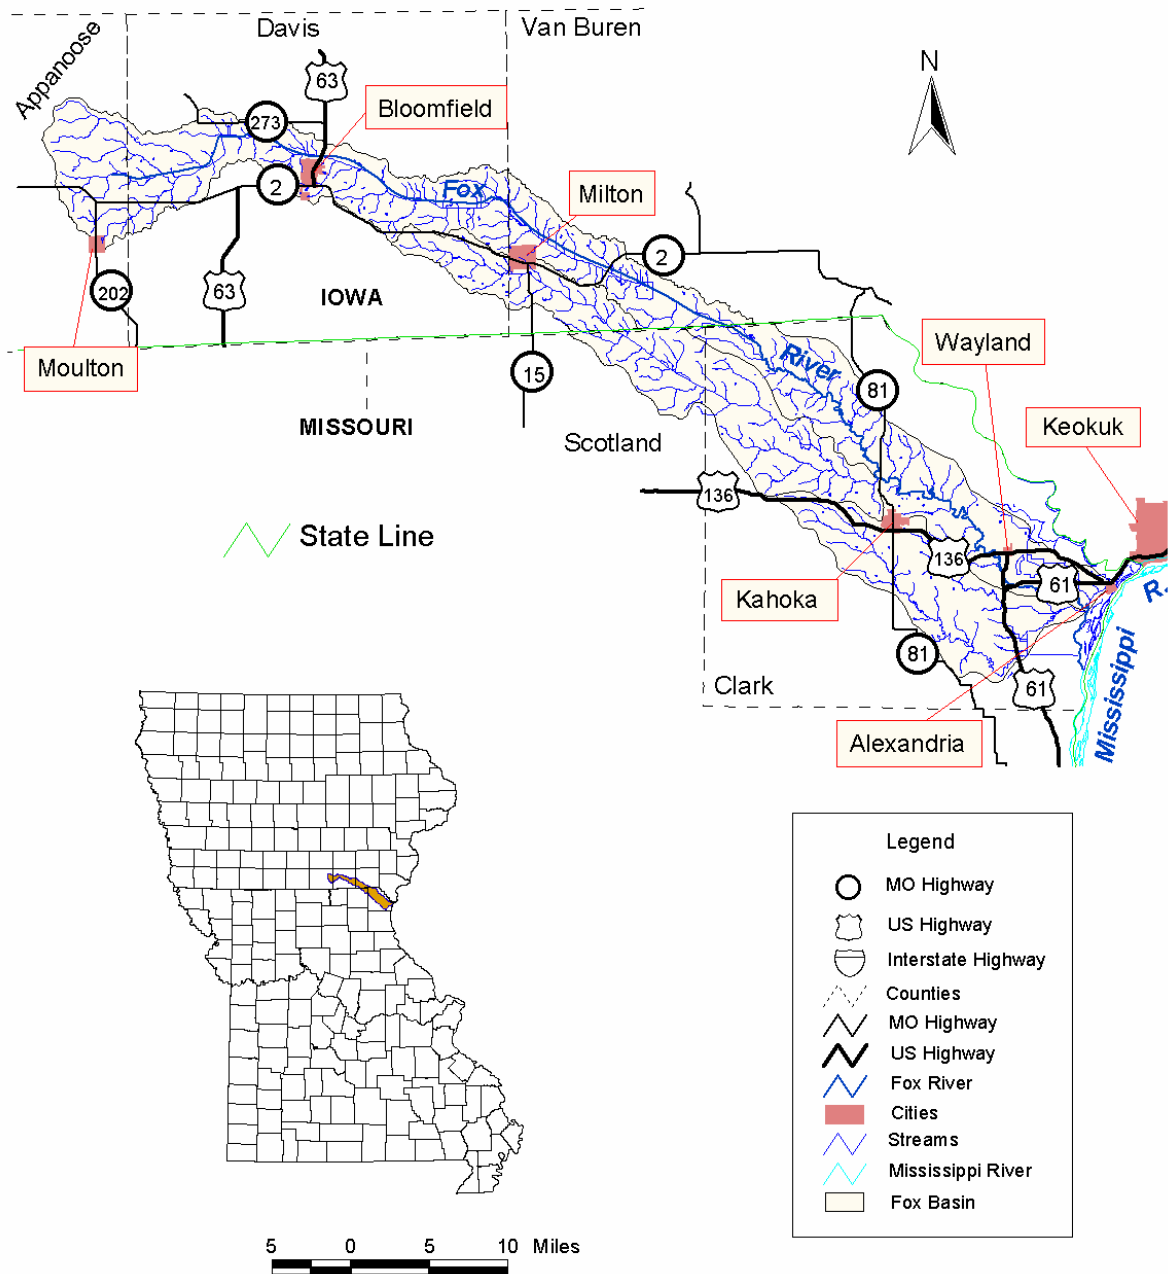 Appanoose
Davis
Van Buren
63
N
Bloomfield
273
2
Fox
Milton
2
202
63
IOWA
Wayland
Moulton
15
River
81
MISSOURI
Keokuk
Scotland
136
State Line
136
61
Kahoka
R.
81
Mississippi
Clark
61
Alexandria
Legend
MO Highway
US Highway
Interstate Highway
Counties
MO Highway
US Highway
Fox River
Cities
Streams
Mississippi River
Fox Basin
5 0 5 10 Miles